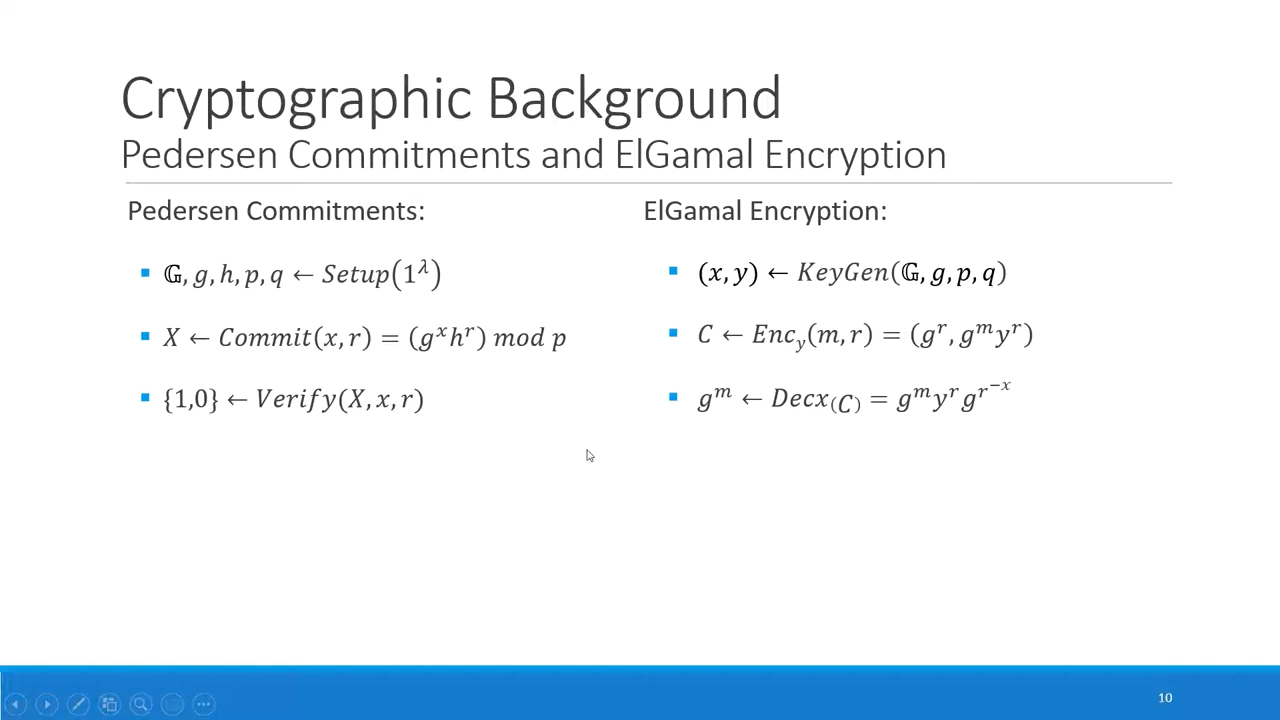 Cryptographic Background
Pedersen Commitments and ElGamal Encryption
Pedersen Commitments:
▪ 𝔾, g, h, p, q ← Setup(1^λ)
▪ X ← Commit(x, r) = (g^x h^r) mod p
▪ {1,0} ← Verify(X, x, r)
ElGamal Encryption:
▪ (x, y) ← KeyGen(𝔾, g, p, q)
▪ C ← Enc_y(m, r) = (g^r, g^m y^r)
▪ g^m ← Decx_(C) = g^m y^r g^r^−x
10